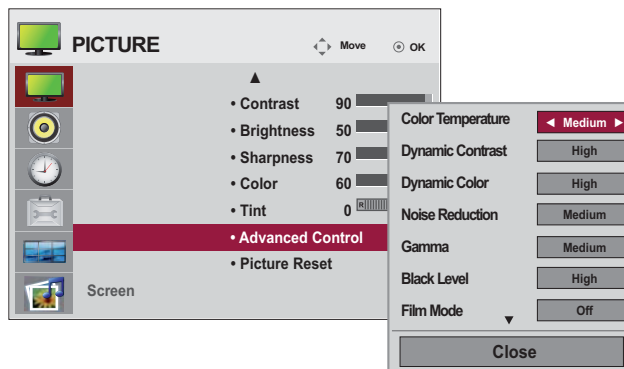 PICTURE
Move
OK
▲
• Contrast 90
• Brightness 50
• Sharpness 70
• Color 60
• Tint 0 R
• Advanced Control
• Picture Reset
Screen
Color Temperature ◄ Medium ►
Dynamic Contrast High
Dynamic Color High
Noise Reduction Medium
Gamma Medium
Black Level High
Film Mode Off
▼
Close